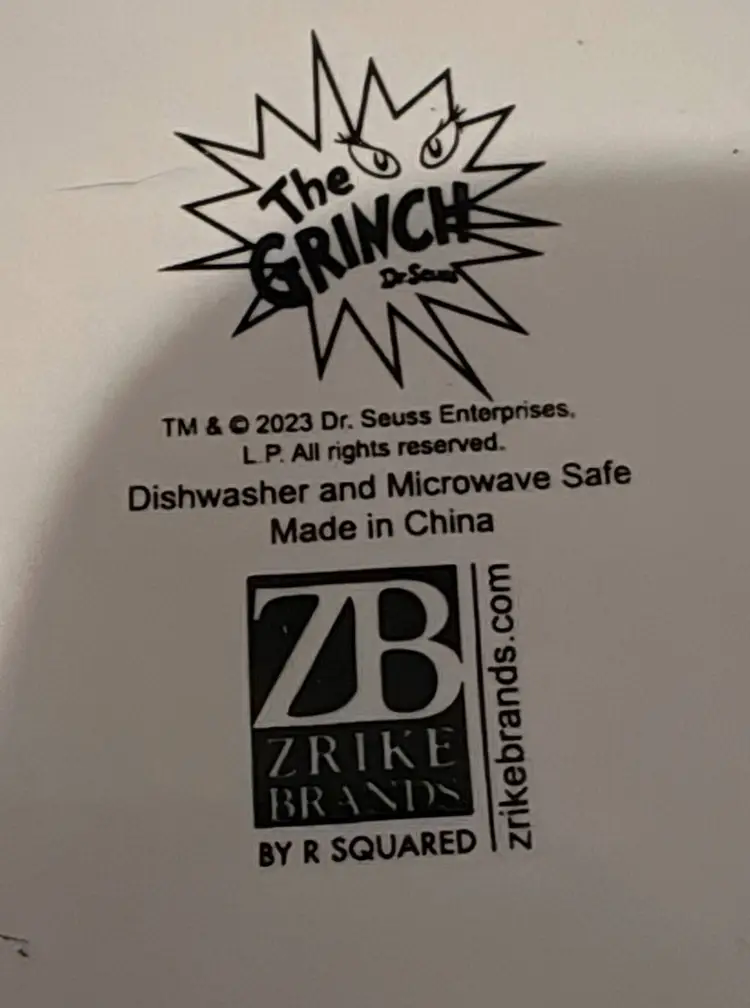 The
GRINCH
Dr. Seuss
TM & © 2023 Dr. Seuss Enterprises,
L.P. All rights reserved.
Dishwasher and Microwave Safe
Made in China
ZB
ZRIKE
BRANDS
BY R SQUARED
zrikebrands.com